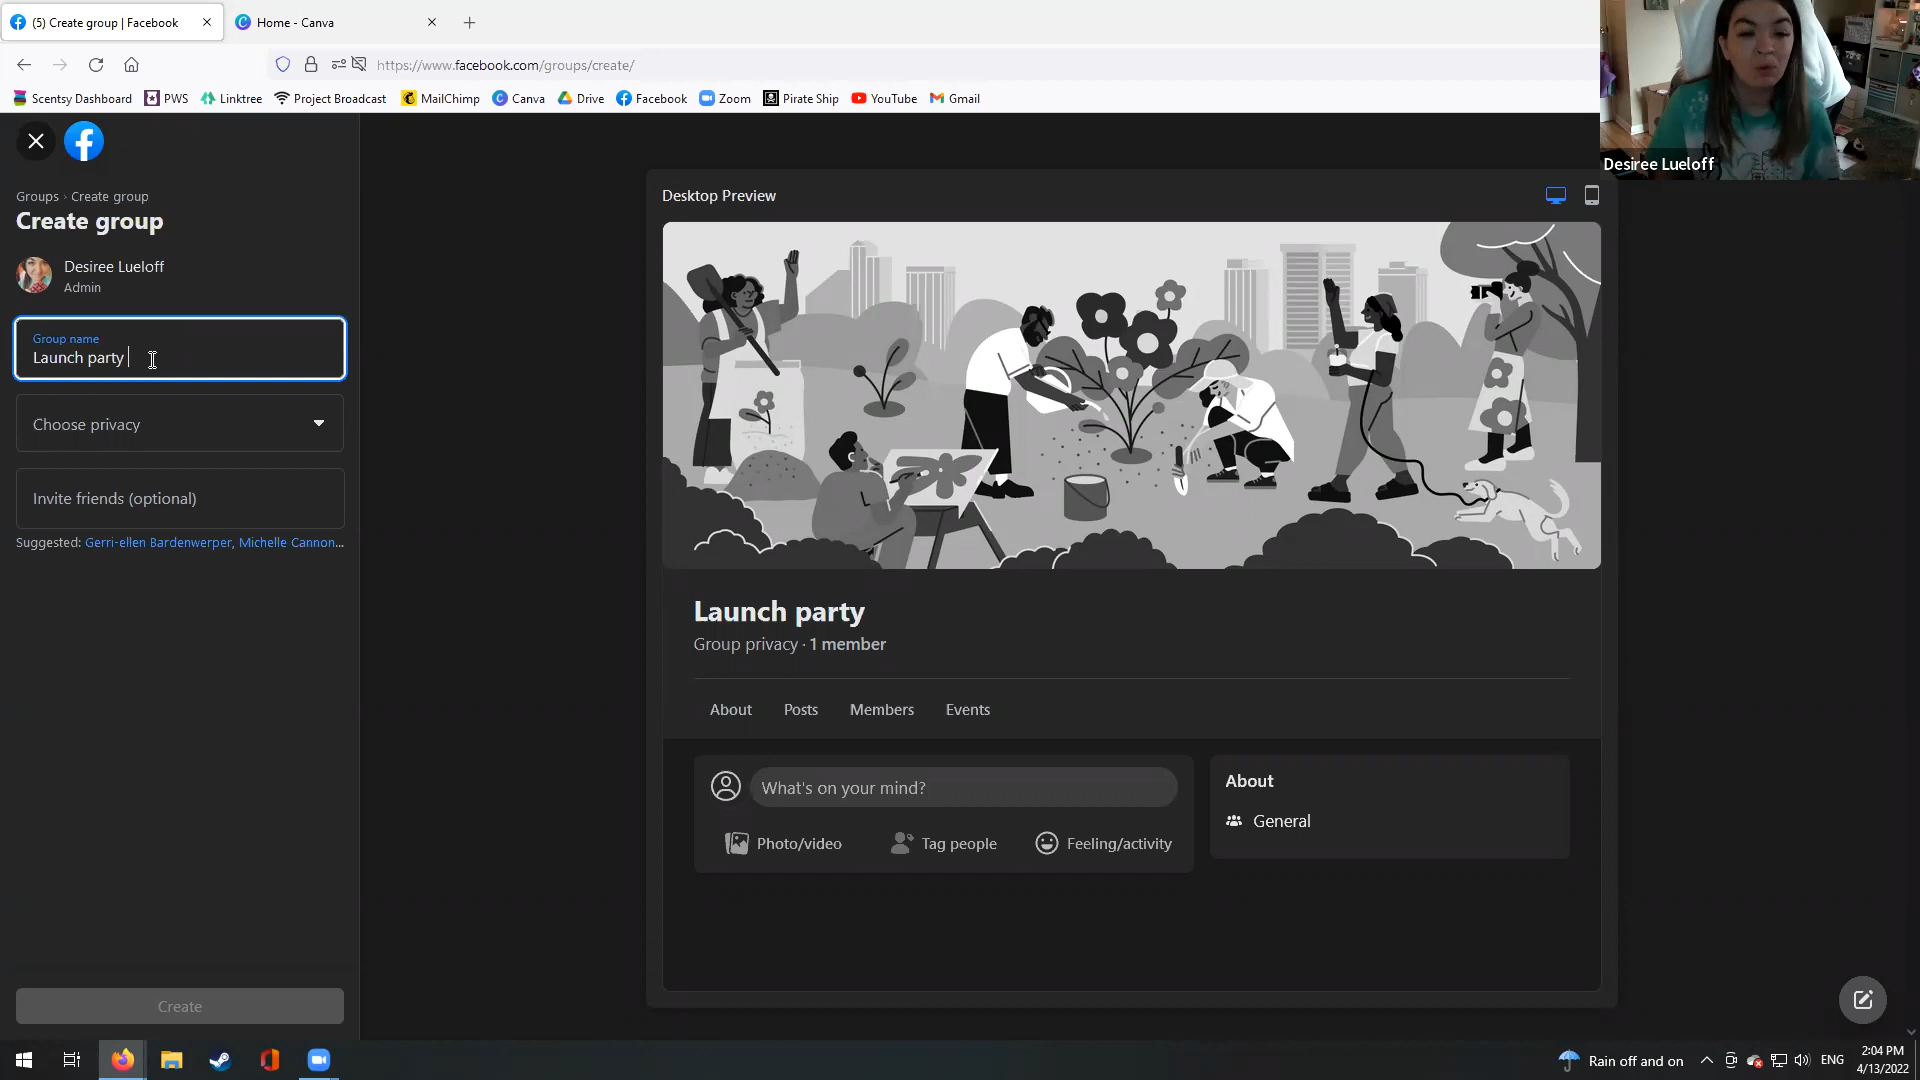 (5) Create group | Facebook
Home - Canva
https://www.facebook.com/groups/create/
Scentsy Dashboard PWS Linktree Project Broadcast MailChimp Canva Drive Facebook Zoom Pirate Ship YouTube Gmail
Desiree Lueloff
Groups › Create group
Create group
Desiree Lueloff
Admin
Group name
Launch party
Choose privacy
Invite friends (optional)
Suggested: Gerri-ellen Bardenwerper, Michelle Cannon...
Create
Desktop Preview
Launch party
Group privacy · 1 member
About Posts Members Events
What's on your mind?
Photo/video Tag people Feeling/activity
About
General
Rain off and on
ENG
2:04 PM
4/13/2022